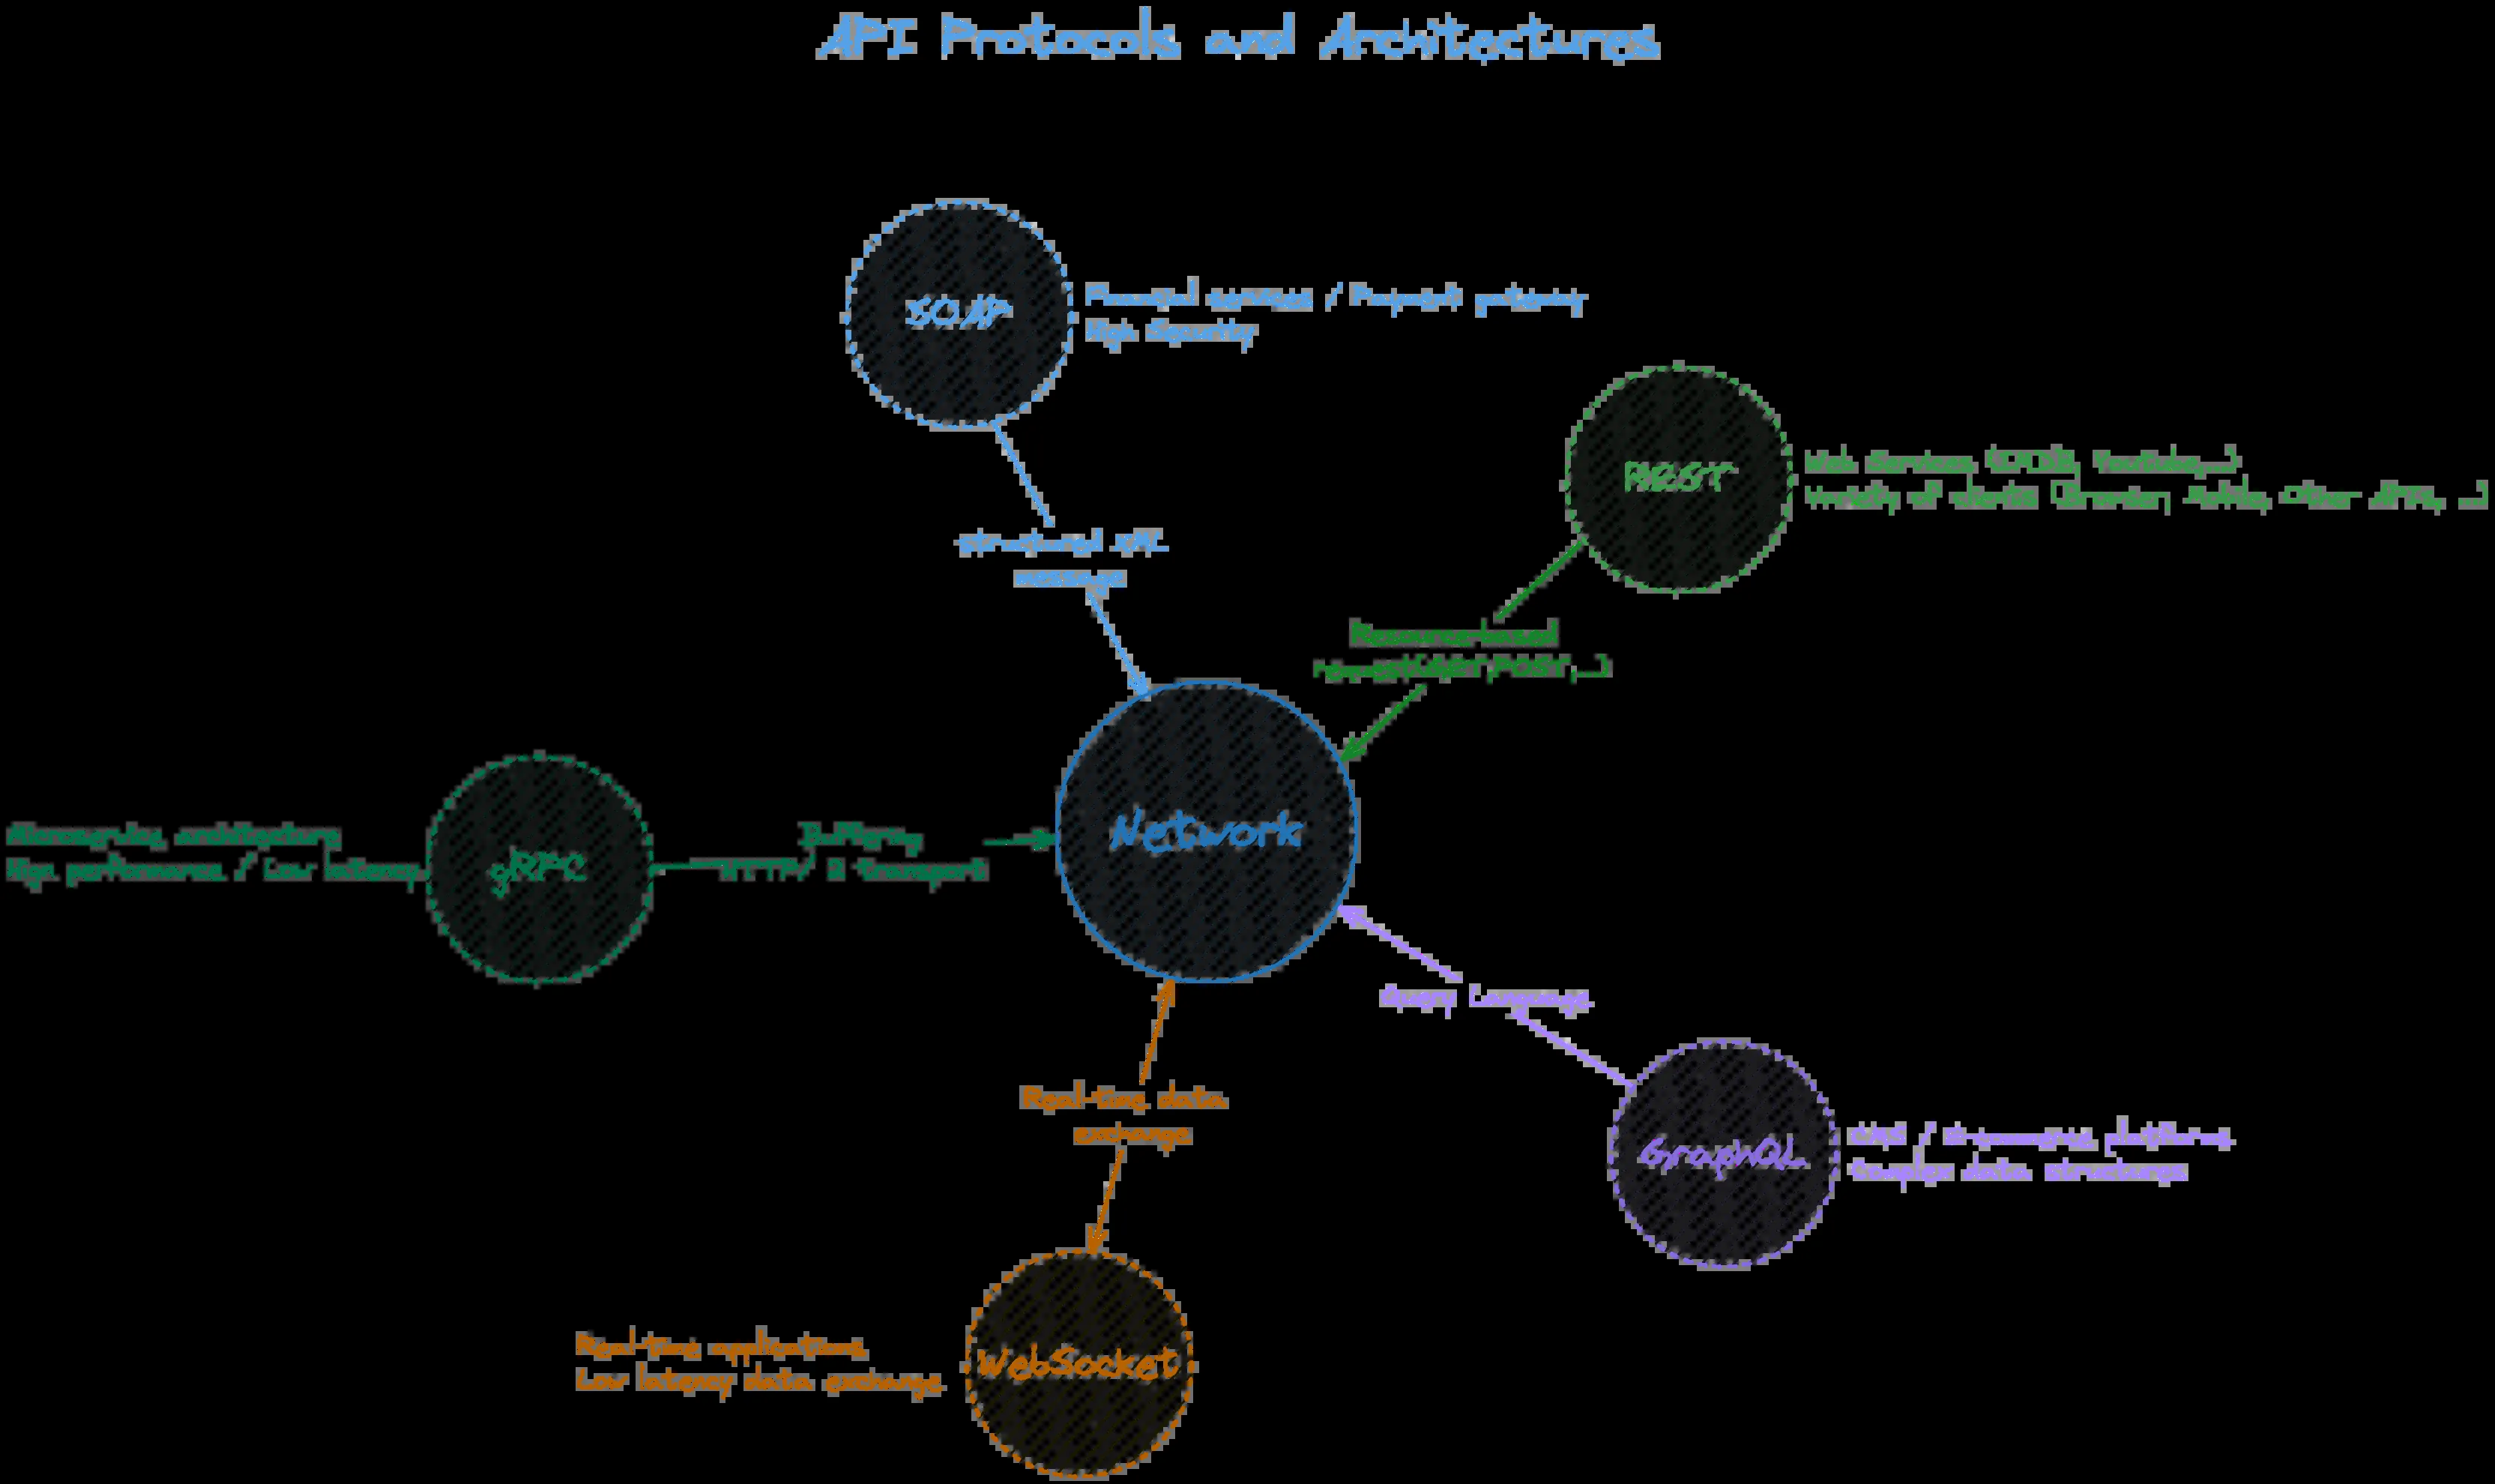 API Protocols and Architectures
SOAP
Financial services / Payment gateway
High Security
REST
Web Services (IMDB, YouTube,...)
Variety of clients (Browser, Mobile, Other APIs, ...)
structured XML
message
Resource-based
request(GET,POST,...)
Network
Microservice architecture
High performance / Low latency
gRPC
Buffering
HTTP/ 2 transport
Query Language
Real-time data
exchange
GraphQL
CMS / E-commerce platforms
Complex data structures
Real-time applications
Low latency data exchange
WebSocket